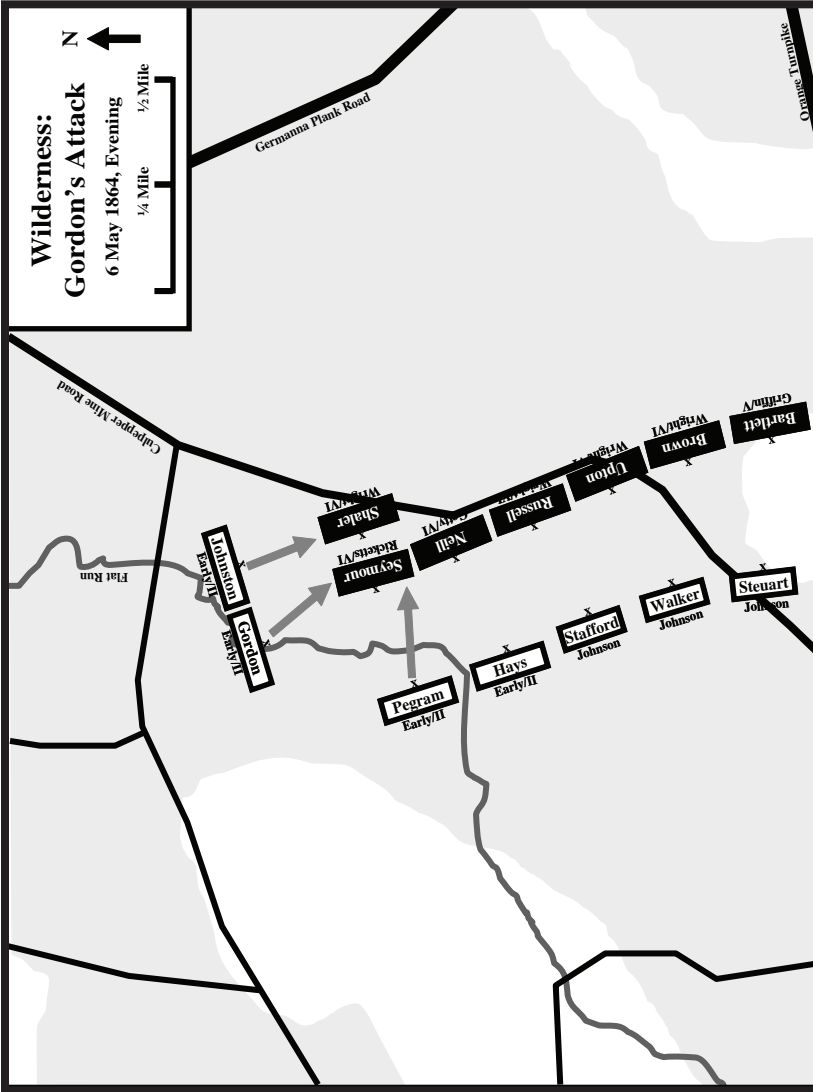 Wilderness:
Gordon's Attack
6 May 1864, Evening
¼ Mile
½ Mile
N
Germanna Plank Road
Orange Turnpike
Culpepper Mine Road
Flat Run
Johnston
Early/II
Gordon
Early/II
Shaler
Wright/VI
Seymour
Ricketts/VI
Neill
Getty/VI
Russell
Upton
Brown
Wright/VI
Bartlett
Griffin/V
Pegram
Early/II
Hays
Early/II
Stafford
Johnson
Walker
Johnson
Steuart
Johnson
x
x
x
x
x
x
x
x
x
x
x
x
x
x